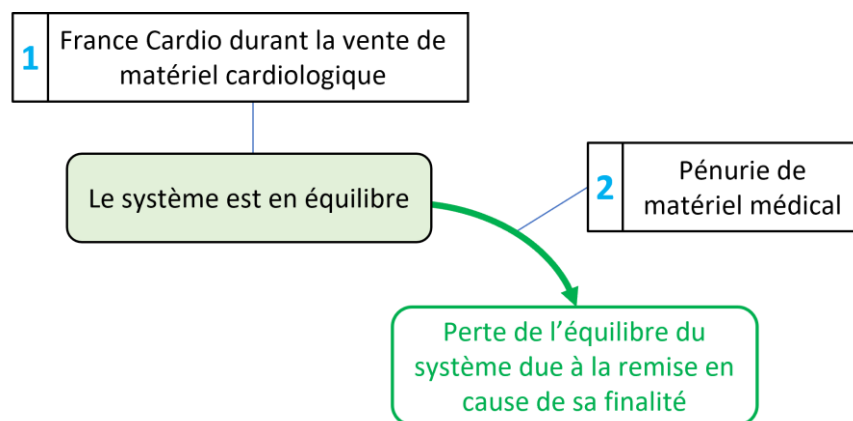 1
France Cardio durant la vente de
matériel cardiologique
Le système est en équilibre
2
Pénurie de
matériel médical
Perte de l’équilibre du
système due à la remise en
cause de sa finalité